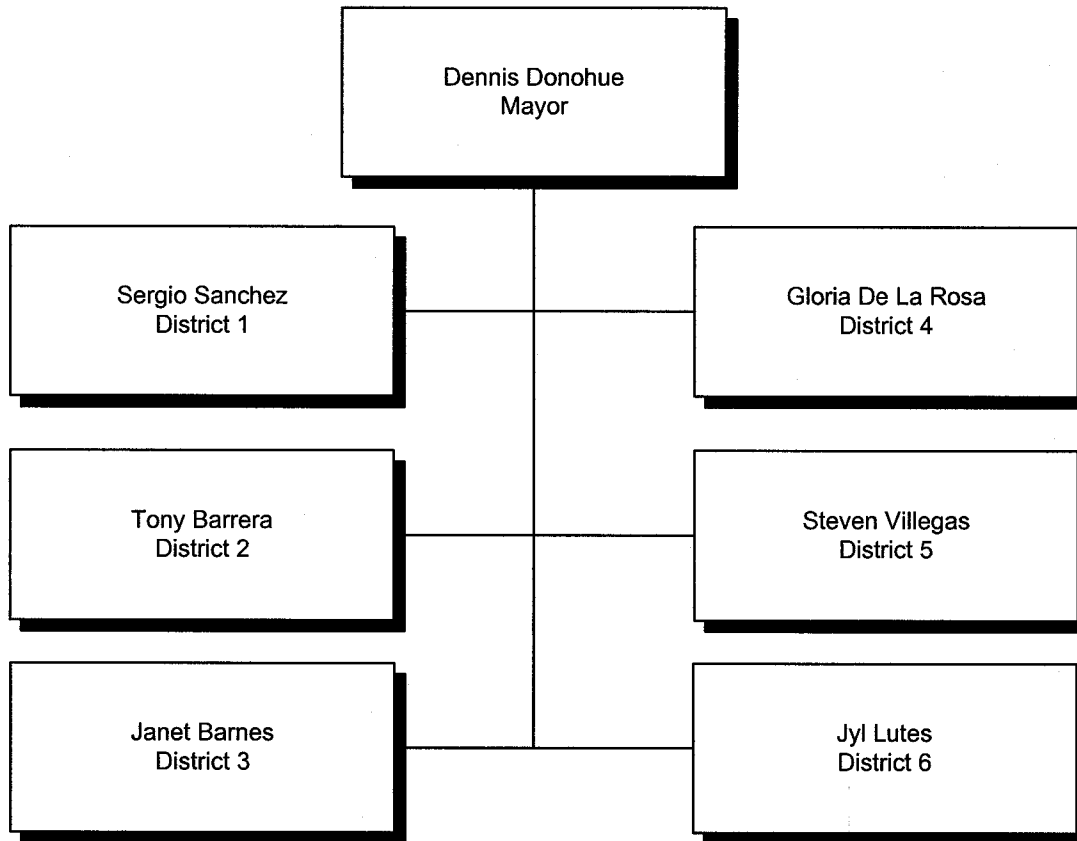 Dennis Donohue
Mayor
Sergio Sanchez
District 1
Gloria De La Rosa
District 4
Tony Barrera
District 2
Steven Villegas
District 5
Janet Barnes
District 3
Jyl Lutes
District 6